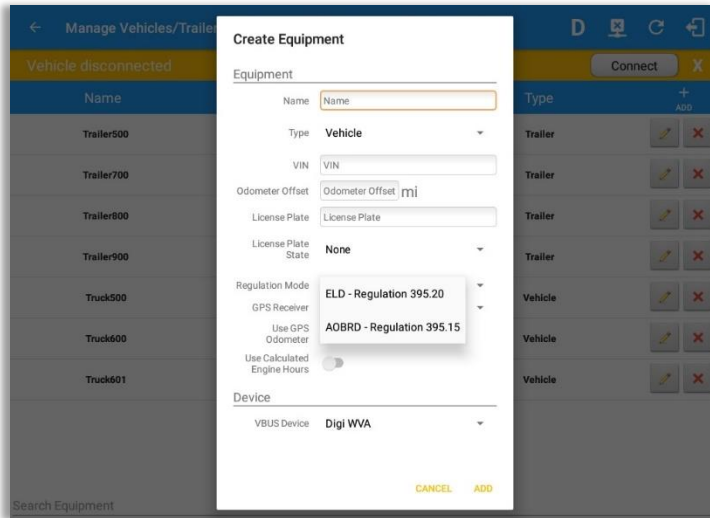 Manage Vehicles/Trailer
D
Vehicle disconnected
Connect
X
Name
Type
+
ADD
Trailer500
Trailer
Trailer700
Trailer
Trailer800
Trailer
Trailer900
Trailer
Truck500
Vehicle
Truck600
Vehicle
Truck601
Vehicle
Search Equipment
Create Equipment
Equipment
Name
Name
Type
Vehicle
VIN
VIN
Odometer Offset
Odometer Offset
mi
License Plate
License Plate
License Plate
State
None
Regulation Mode
ELD - Regulation 395.20
GPS Receiver
AOBRD - Regulation 395.15
Use GPS
Odometer
Use Calculated
Engine Hours
Device
VBUS Device
Digi WVA
CANCEL
ADD